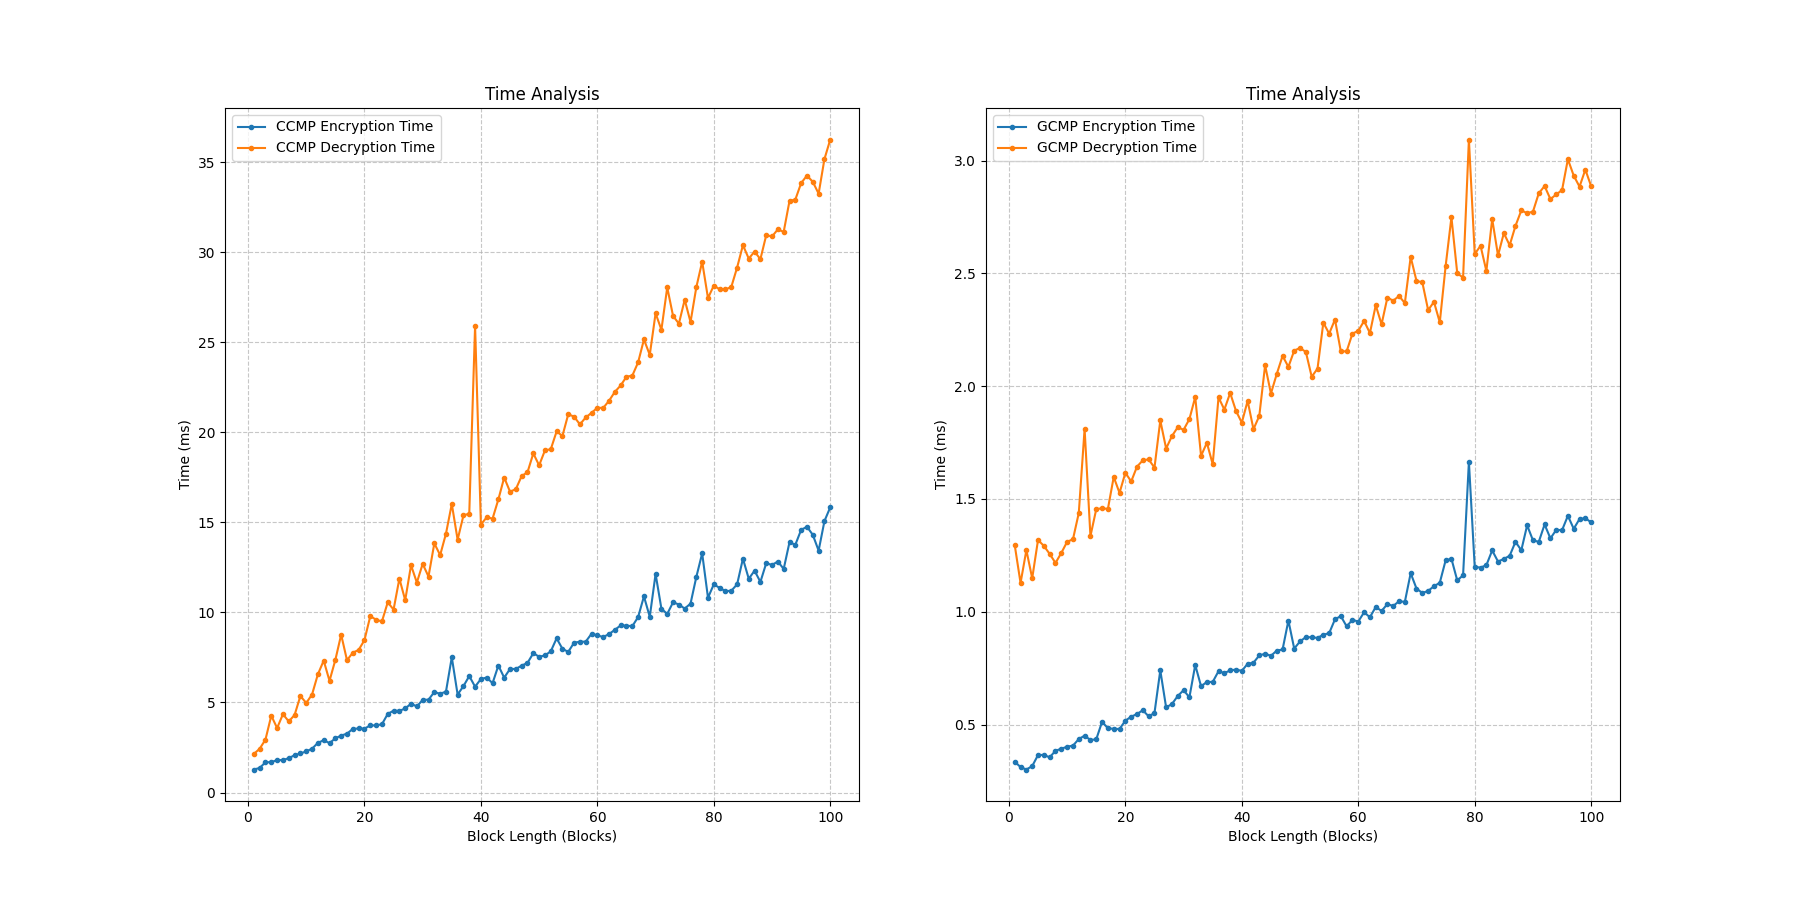 Time Analysis
CCMP Encryption Time
CCMP Decryption Time
35
30
25
20
15
10
5
0
Time (ms)
0 20 40 60 80 100
Block Length (Blocks)
Time Analysis
GCMP Encryption Time
GCMP Decryption Time
3.0
2.5
2.0
1.5
1.0
0.5
Time (ms)
0 20 40 60 80 100
Block Length (Blocks)